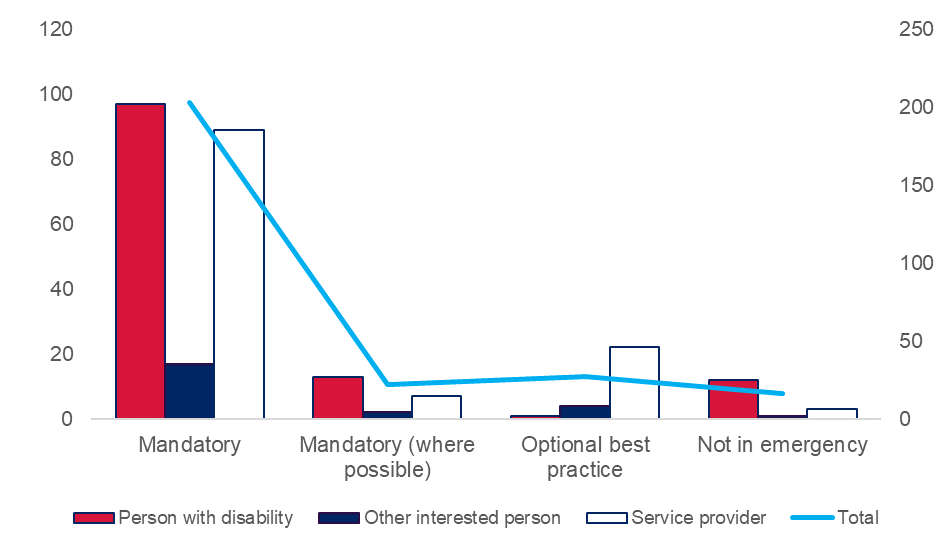 120
100
80
60
40
20
0
250
200
150
100
50
0
Mandatory
Mandatory (where
possible)
Optional best
practice
Not in emergency
Person with disability
Other interested person
Service provider
Total